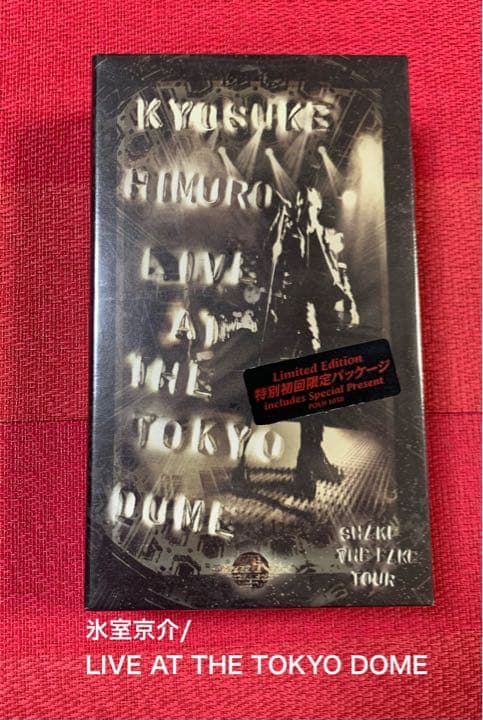 KYOSUKE
HIMURO
LIVE
AT
THE
TOKYO
DOME
Limited Edition
特別初回限定パッケージ
includes Special Present
SHAKE
THE FAKE
TOUR
氷室京介/
LIVE AT THE TOKYO DOME